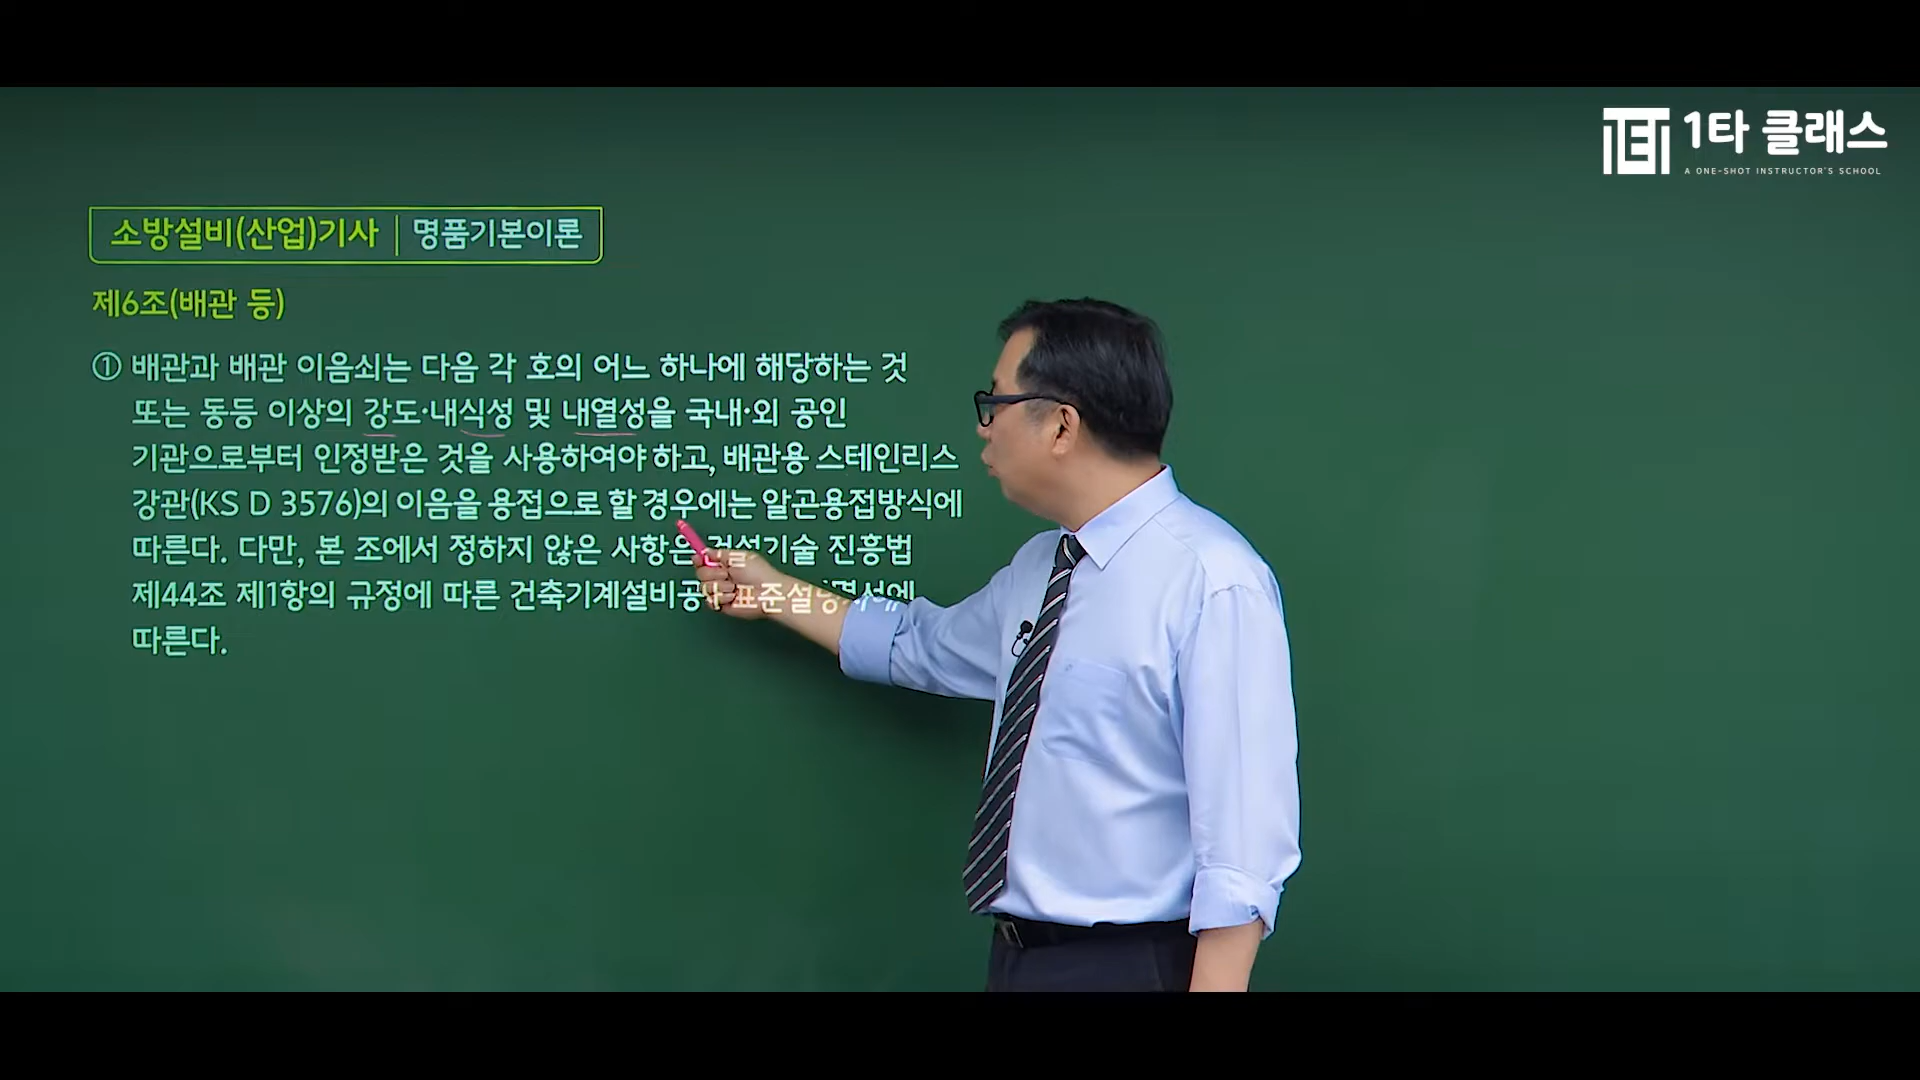 1타 클래스
A ONE-SHOT INSTRUCTOR'S SCHOOL
소방설비(산업)기사 | 명품기본이론
제6조(배관 등)
① 배관과 배관 이음쇠는 다음 각 호의 어느 하나에 해당하는 것
또는 동등 이상의 강도·내식성 및 내열성을 국내·외 공인
기관으로부터 인정받은 것을 사용하여야 하고, 배관용 스테인리스
강관(KS D 3576)의 이음을 용접으로 할 경우에는 알곤용접방식에
따른다. 다만, 본 조에서 정하지 않은 사항은 건설기술 진흥법
제44조 제1항의 규정에 따른 건축기계설비공사 표준설명서에
따른다.